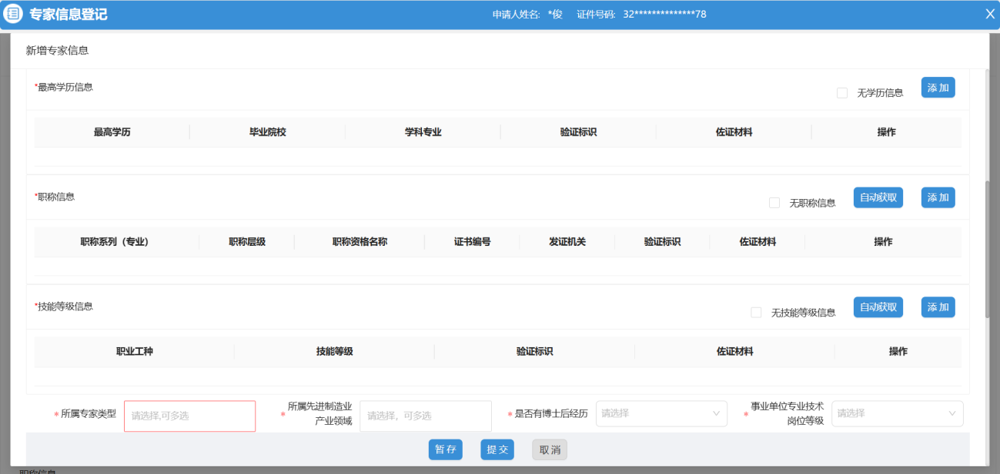 专家信息登记
申请人姓名: *俊 证件号码: 32**************78
X
新增专家信息
*最高学历信息
无学历信息 添加
最高学历 毕业院校 学科专业 验证标识 佐证材料 操作
*职称信息
无职称信息 自动获取 添加
职称系列（专业） 职称层级 职称资格名称 证书编号 发证机关 验证标识 佐证材料 操作
*技能等级信息
无技能等级信息 自动获取 添加
职业工种 技能等级 验证标识 佐证材料 操作
*所属专家类型 请选择,可多选
*所属先进制造业
产业领域 请选择，可多选
*是否有博士后经历 请选择
*事业单位专业技术
岗位等级 请选择
暂存 提交 取消
职称信息